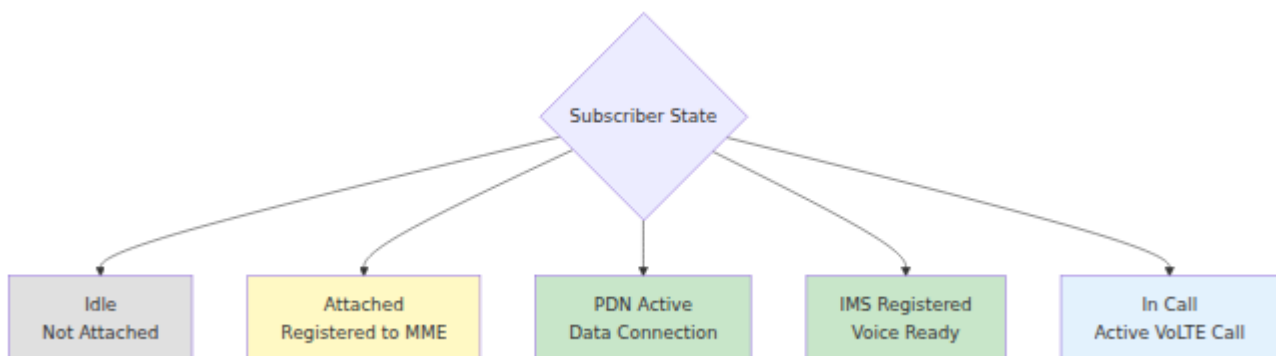 Subscriber State
Idle
Not Attached
Attached
Registered to MME
PDN Active
Data Connection
IMS Registered
Voice Ready
In Call
Active VoLTE Call